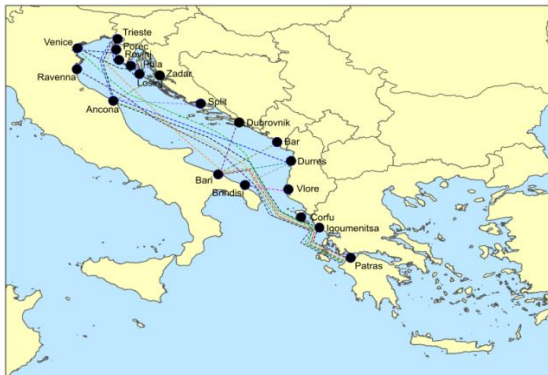 Trieste
Venice
Porec
Rovinj
Pula
Ravenna
Losinj
Zadar
Ancona
Split
Dubrovnik
Bar
Durres
Bari
Brindisi
Vlore
Corfu
Igoumenitsa
Patras